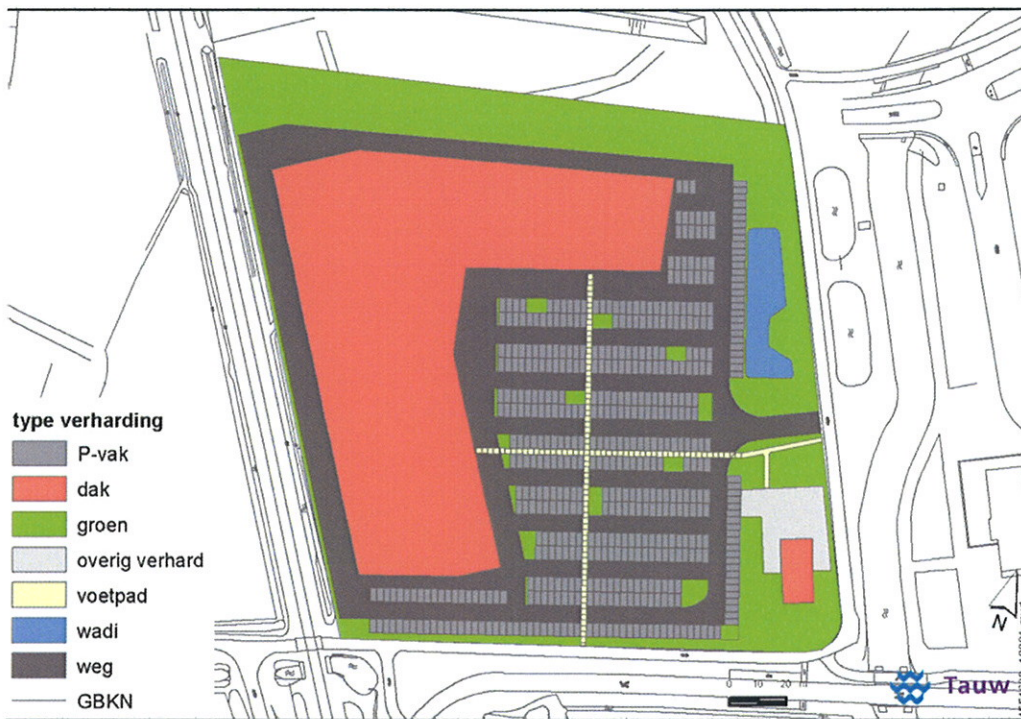 type verharding
P-vak
dak
groen
overig verhard
voetpad
wadi
weg
GBKN
0 10 20
N
Tauw